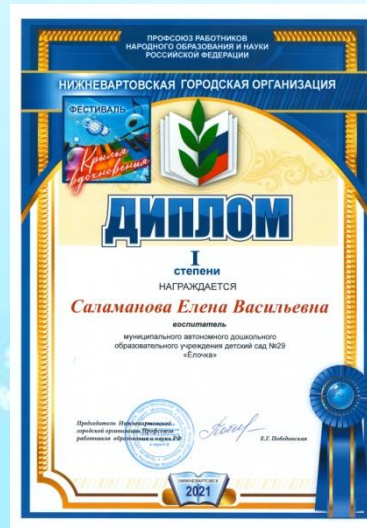 ПРОФСОЮЗ РАБОТНИКОВ
НАРОДНОГО ОБРАЗОВАНИЯ И НАУКИ
РОССИЙСКОЙ ФЕДЕРАЦИИ
НИЖНЕВАРТОВСКАЯ ГОРОДСКАЯ ОРГАНИЗАЦИЯ
ФЕСТИВАЛЬ
Крылья
вдохновения
ДИПЛОМ
I
степени
НАГРАЖДАЕТСЯ
Саламанова Елена Васильевна
воспитатель
муниципального автономного дошкольного
образовательного учреждения детский сад №29
«Ёлочка»
Председатель Нижневартовской
городской организации Профсоюза
работников образования и науки РФ
Е.Г. Побединская
НИЖНЕВАРТОВСК
2021